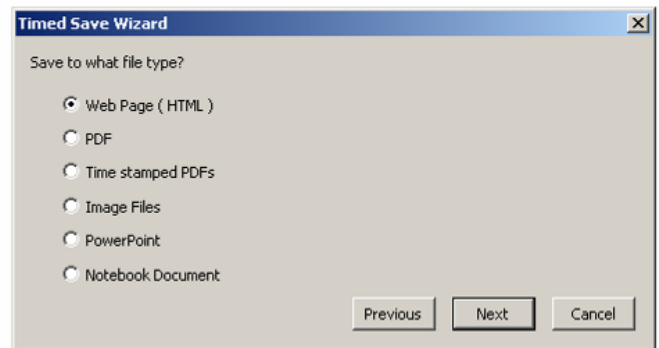 Timed Save Wizard
Save to what file type?
Web Page ( HTML )
PDF
Time stamped PDFs
Image Files
PowerPoint
Notebook Document
Previous Next Cancel